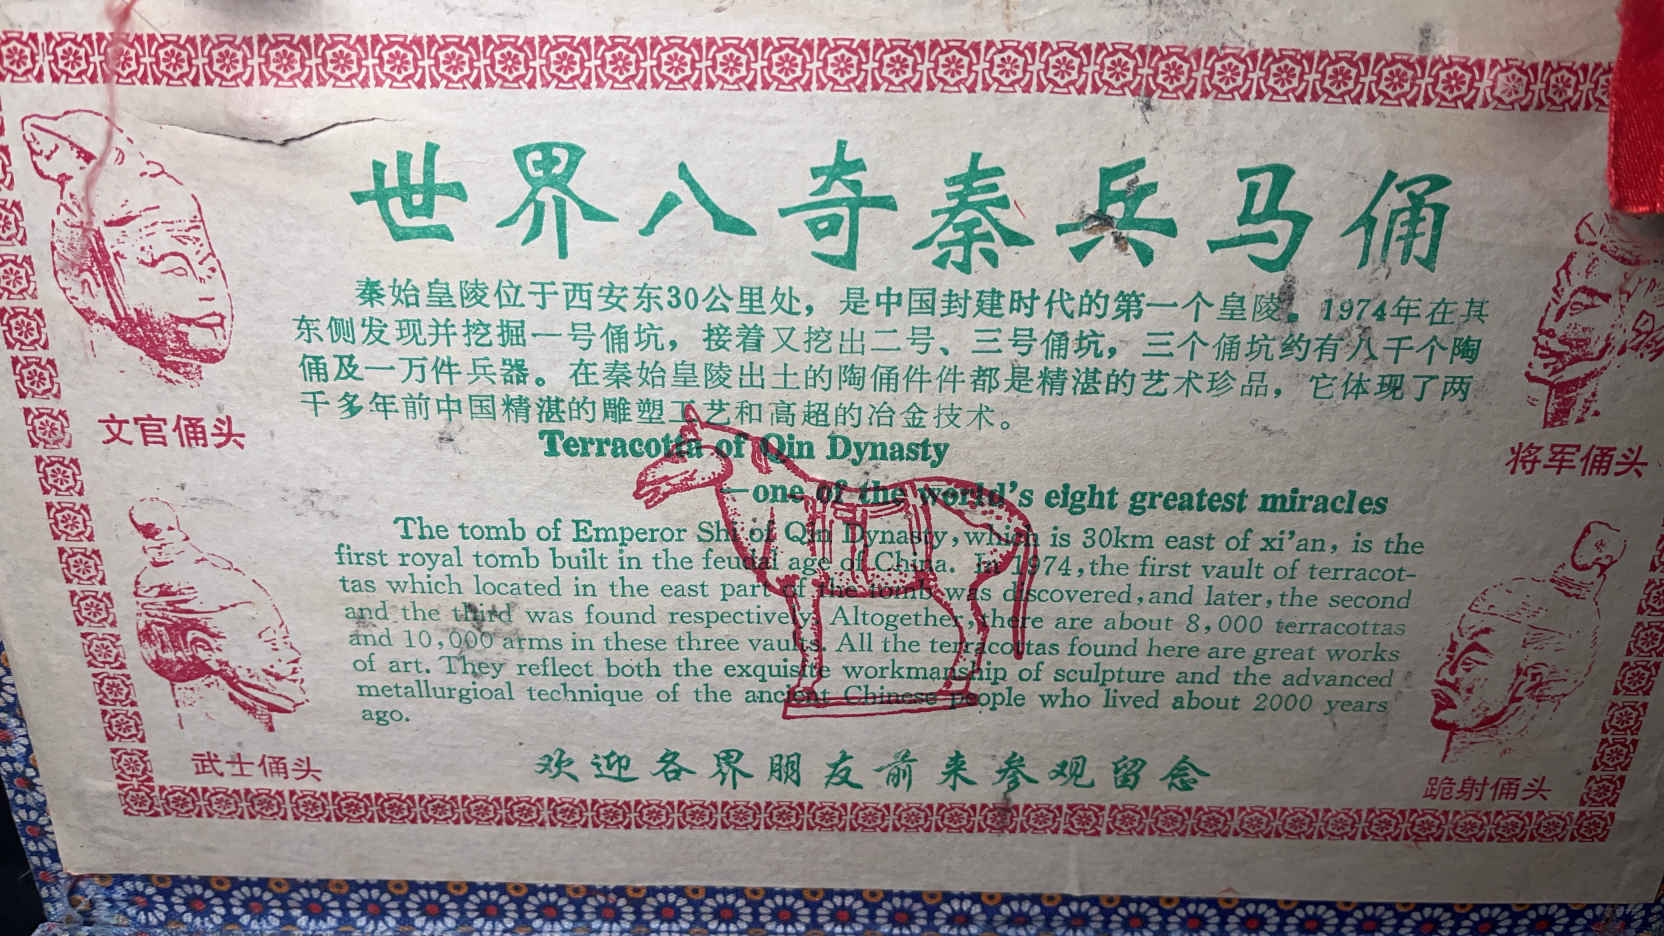 世界八奇秦兵马俑
秦始皇陵位于西安东30公里处，是中国封建时代的第一个皇陵。1974年在其
东侧发现并挖掘一号俑坑，接着又挖出二号、三号俑坑，三个俑坑约有八千个陶
俑及一万件兵器。在秦始皇陵出土的陶俑件件都是精湛的艺术珍品，它体现了两
千多年前中国精湛的雕塑工艺和高超的冶金技术。
文官俑头
将军俑头
Terracotta of Qin Dynasty
—one of the world's eight greatest miracles
The tomb of Emperor Shi of Qin Dynasty, which is 30km east of xi'an, is the
first royal tomb built in the feudal age of China. In 1974, the first vault of terracot-
tas which located in the east part of the tomb was discovered, and later, the second
and the third was found respectively. Altogether, there are about 8,000 terracottas
and 10,000 arms in these three vaults. All the terracottas found here are great works
of art. They reflect both the exquisite workmanship of sculpture and the advanced
metallurgioal technique of the ancient Chinese people who lived about 2000 years
ago.
武士俑头
跪射俑头
欢迎各界朋友前来参观留念